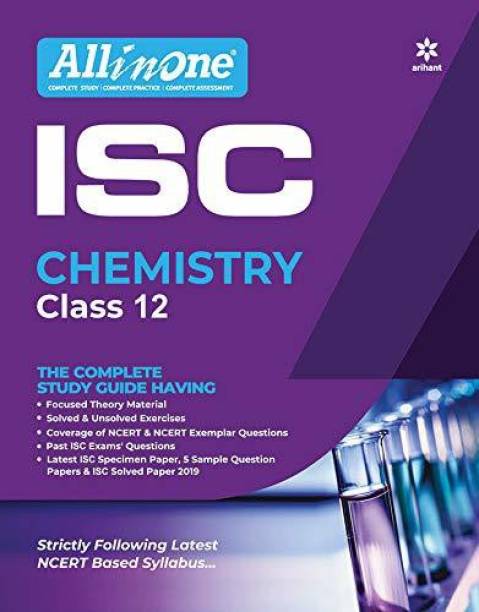 All in One®
COMPLETE STUDY | COMPLETE PRACTICE | COMPLETE ASSESSMENT
arihant
ISC
CHEMISTRY
Class 12
THE COMPLETE
STUDY GUIDE HAVING
• Focused Theory Material
• Solved & Unsolved Exercises
• Coverage of NCERT & NCERT Exemplar Questions
• Past ISC Exams' Questions
• Latest ISC Specimen Paper, 5 Sample Question
Papers & ISC Solved Paper 2019
Strictly Following Latest
NCERT Based Syllabus...